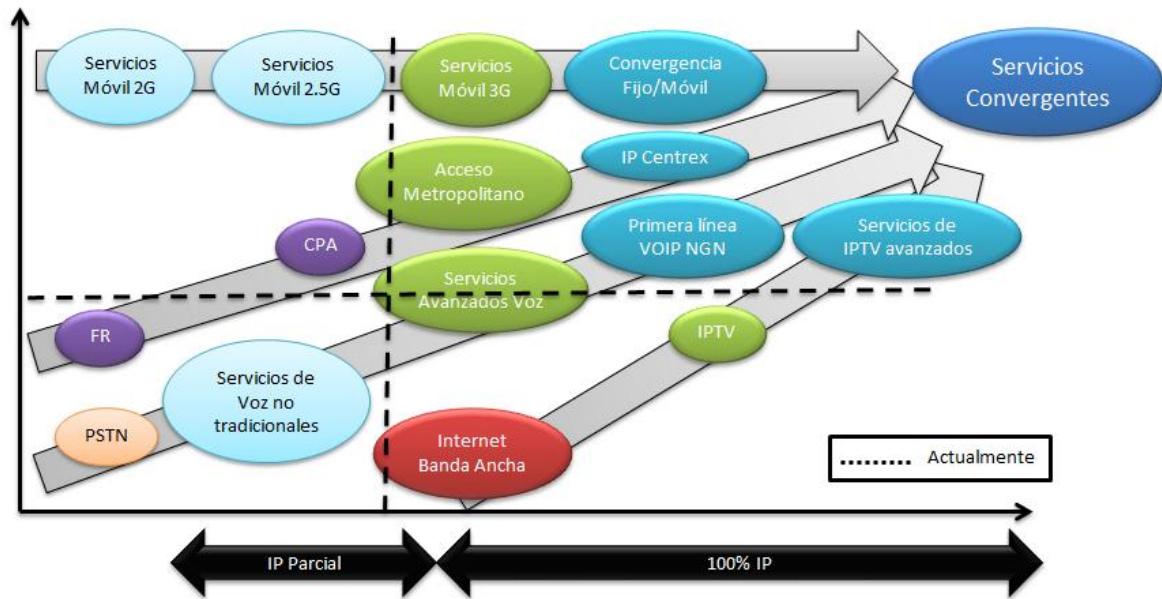 Servicios
Móvil 2G
Servicios
Móvil 2.5G
Servicios
Móvil 3G
Convergencia
Fijo/Móvil
Servicios
Convergentes
IP Centrex
Acceso
Metropolitano
CPA
Primera línea
VOIP NGN
Servicios de
IPTV avanzados
Servicios
Avanzados Voz
FR
IPTV
Servicios de
Voz no
tradicionales
PSTN
Internet
Banda Ancha
Actualmente
IP Parcial
100% IP